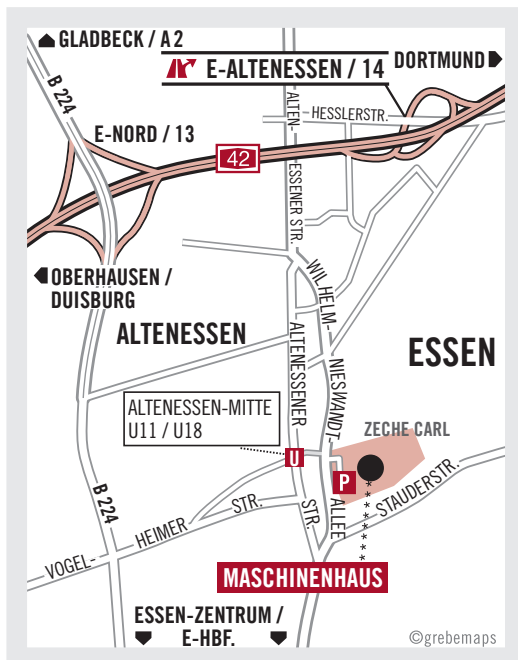 GLADBECK / A 2
DORTMUND
E-ALTENESSEN / 14
B 224
ALTEN-
ESSENER STR.
HESSLERSTR.
E-NORD / 13
42
OBERHAUSEN /
DUISBURG
WILHELM-
NIESWANDT-
ALLEE
ALTENESSEN
ALTENESSENER
STR.
ESSEN
ALTENESSEN-MITTE
U11 / U18
ZECHE CARL
U
P
STAUDERSTR.
B 224
VOGEL-
HEIMER
STR.
MASCHINENHAUS
ESSEN-ZENTRUM /
E-HBF.
©grebemaps